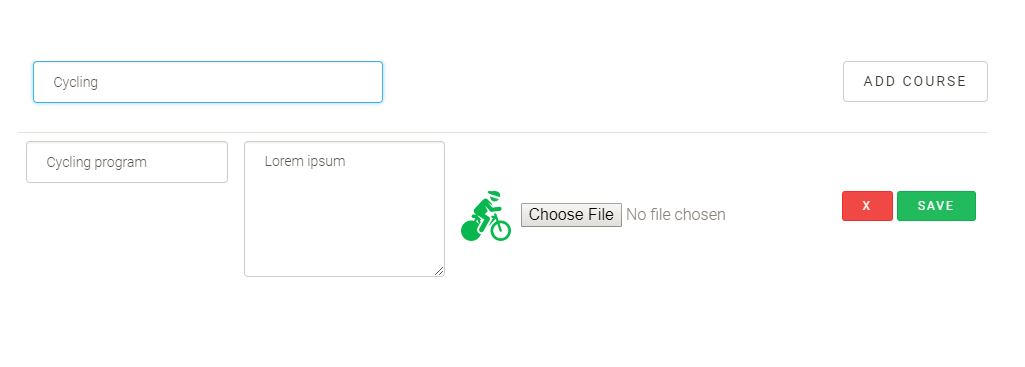 Cycling
ADD COURSE
Cycling program
Lorem ipsum
Choose File No file chosen
X
SAVE